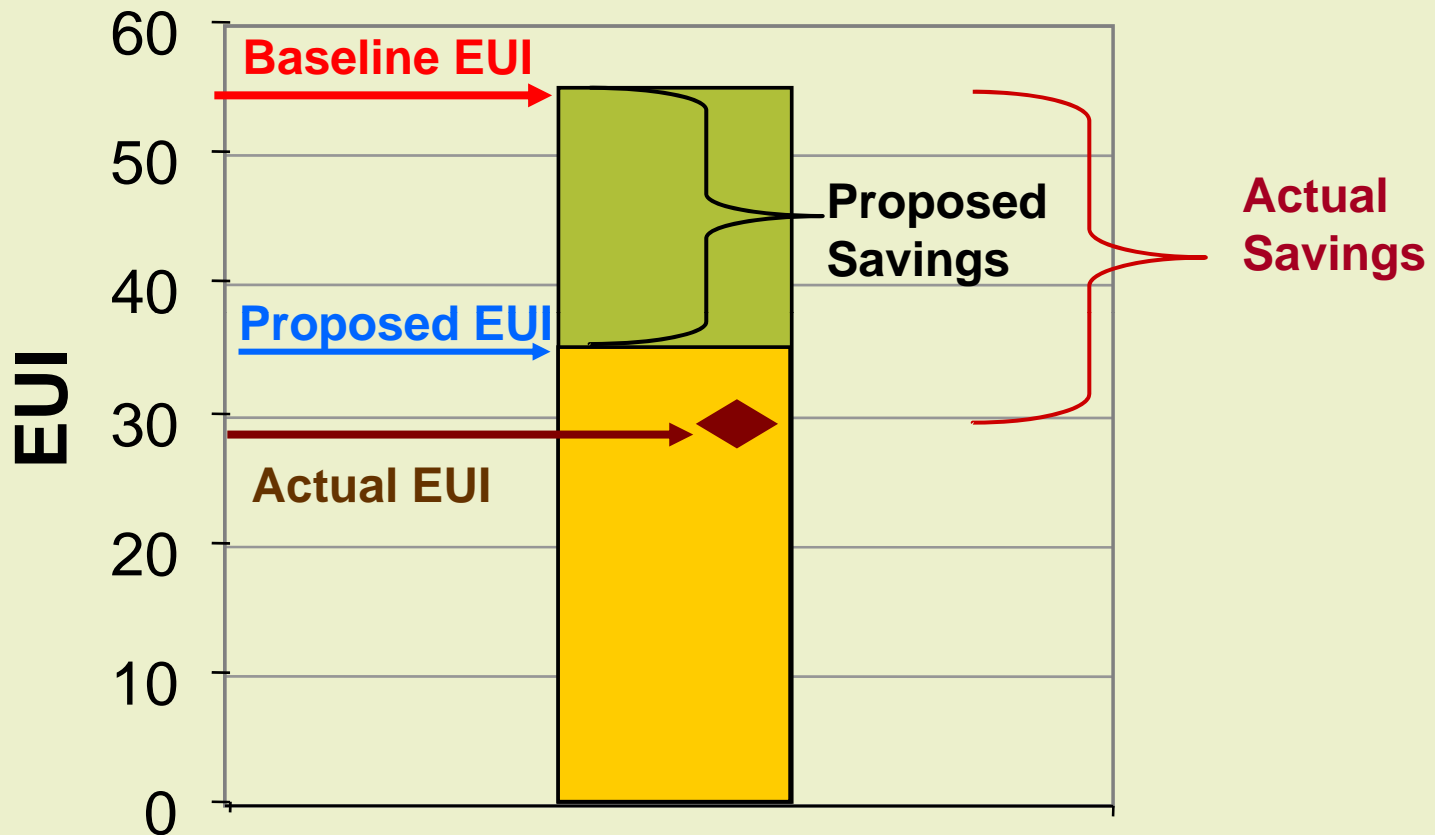 60
Baseline EUI
50
Proposed
Savings
Actual
Savings
40
Proposed EUI
EUI
30
Actual EUI
20
10
0